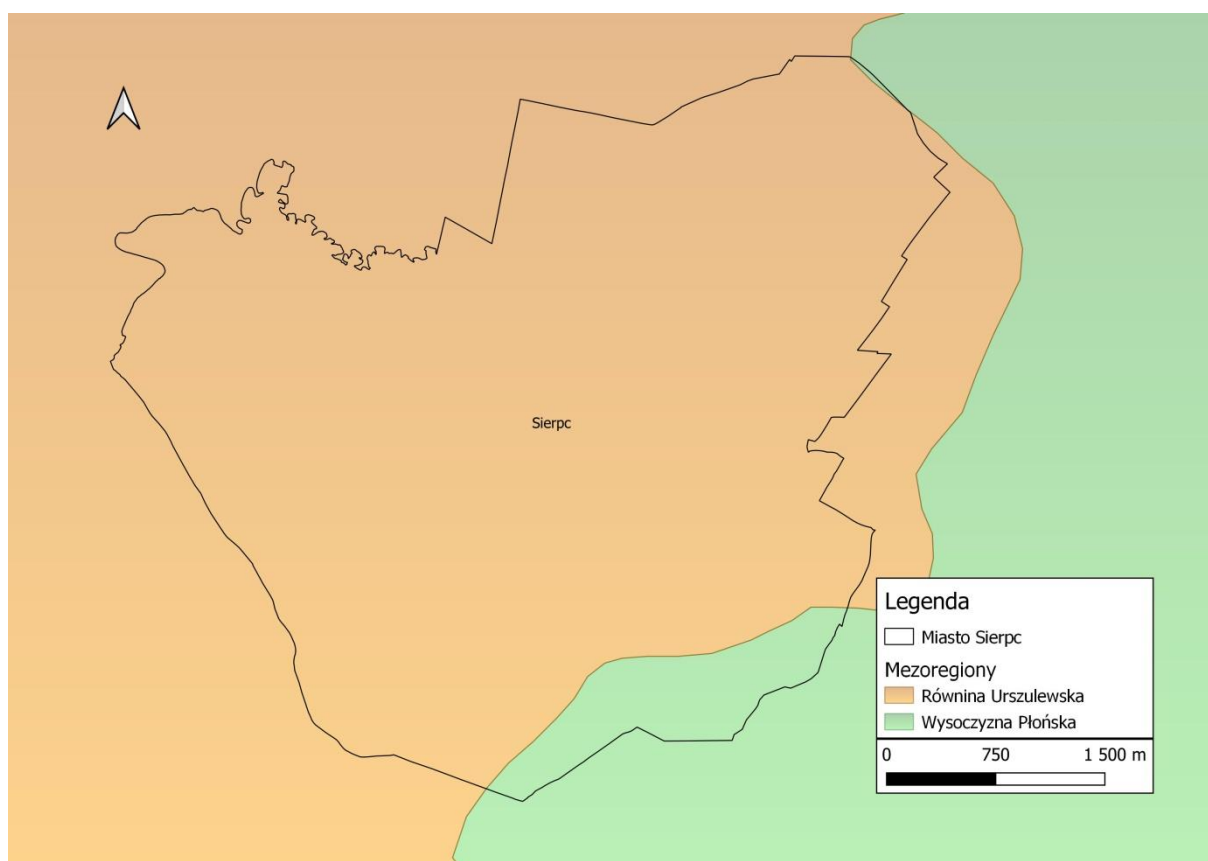 Sierpc
Legenda
Miasto Sierpc
Mezoregiony
Równina Urszulewska
Wysoczyzna Płońska
0 750 1 500 m